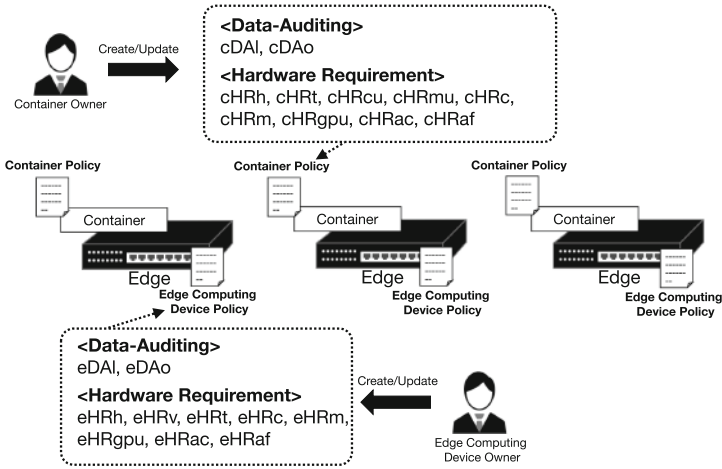 <Data-Auditing>
cDAl, cDAo
<Hardware Requirement>
cHRh, cHRt, cHRcu, cHRmu, cHRc,
cHRm, cHRgpu, cHRac, cHRaf
Create/Update
Container Owner
Container Policy
Container
Edge
Edge Computing
Device Policy
Container Policy
Container
Edge
Edge Computing
Device Policy
Container Policy
Container
Edge
Edge Computing
Device Policy
<Data-Auditing>
eDAl, eDAo
<Hardware Requirement>
eHRh, eHRv, eHRt, eHRc, eHRm,
eHRgpu, eHRac, eHRaf
Create/Update
Edge Computing
Device Owner